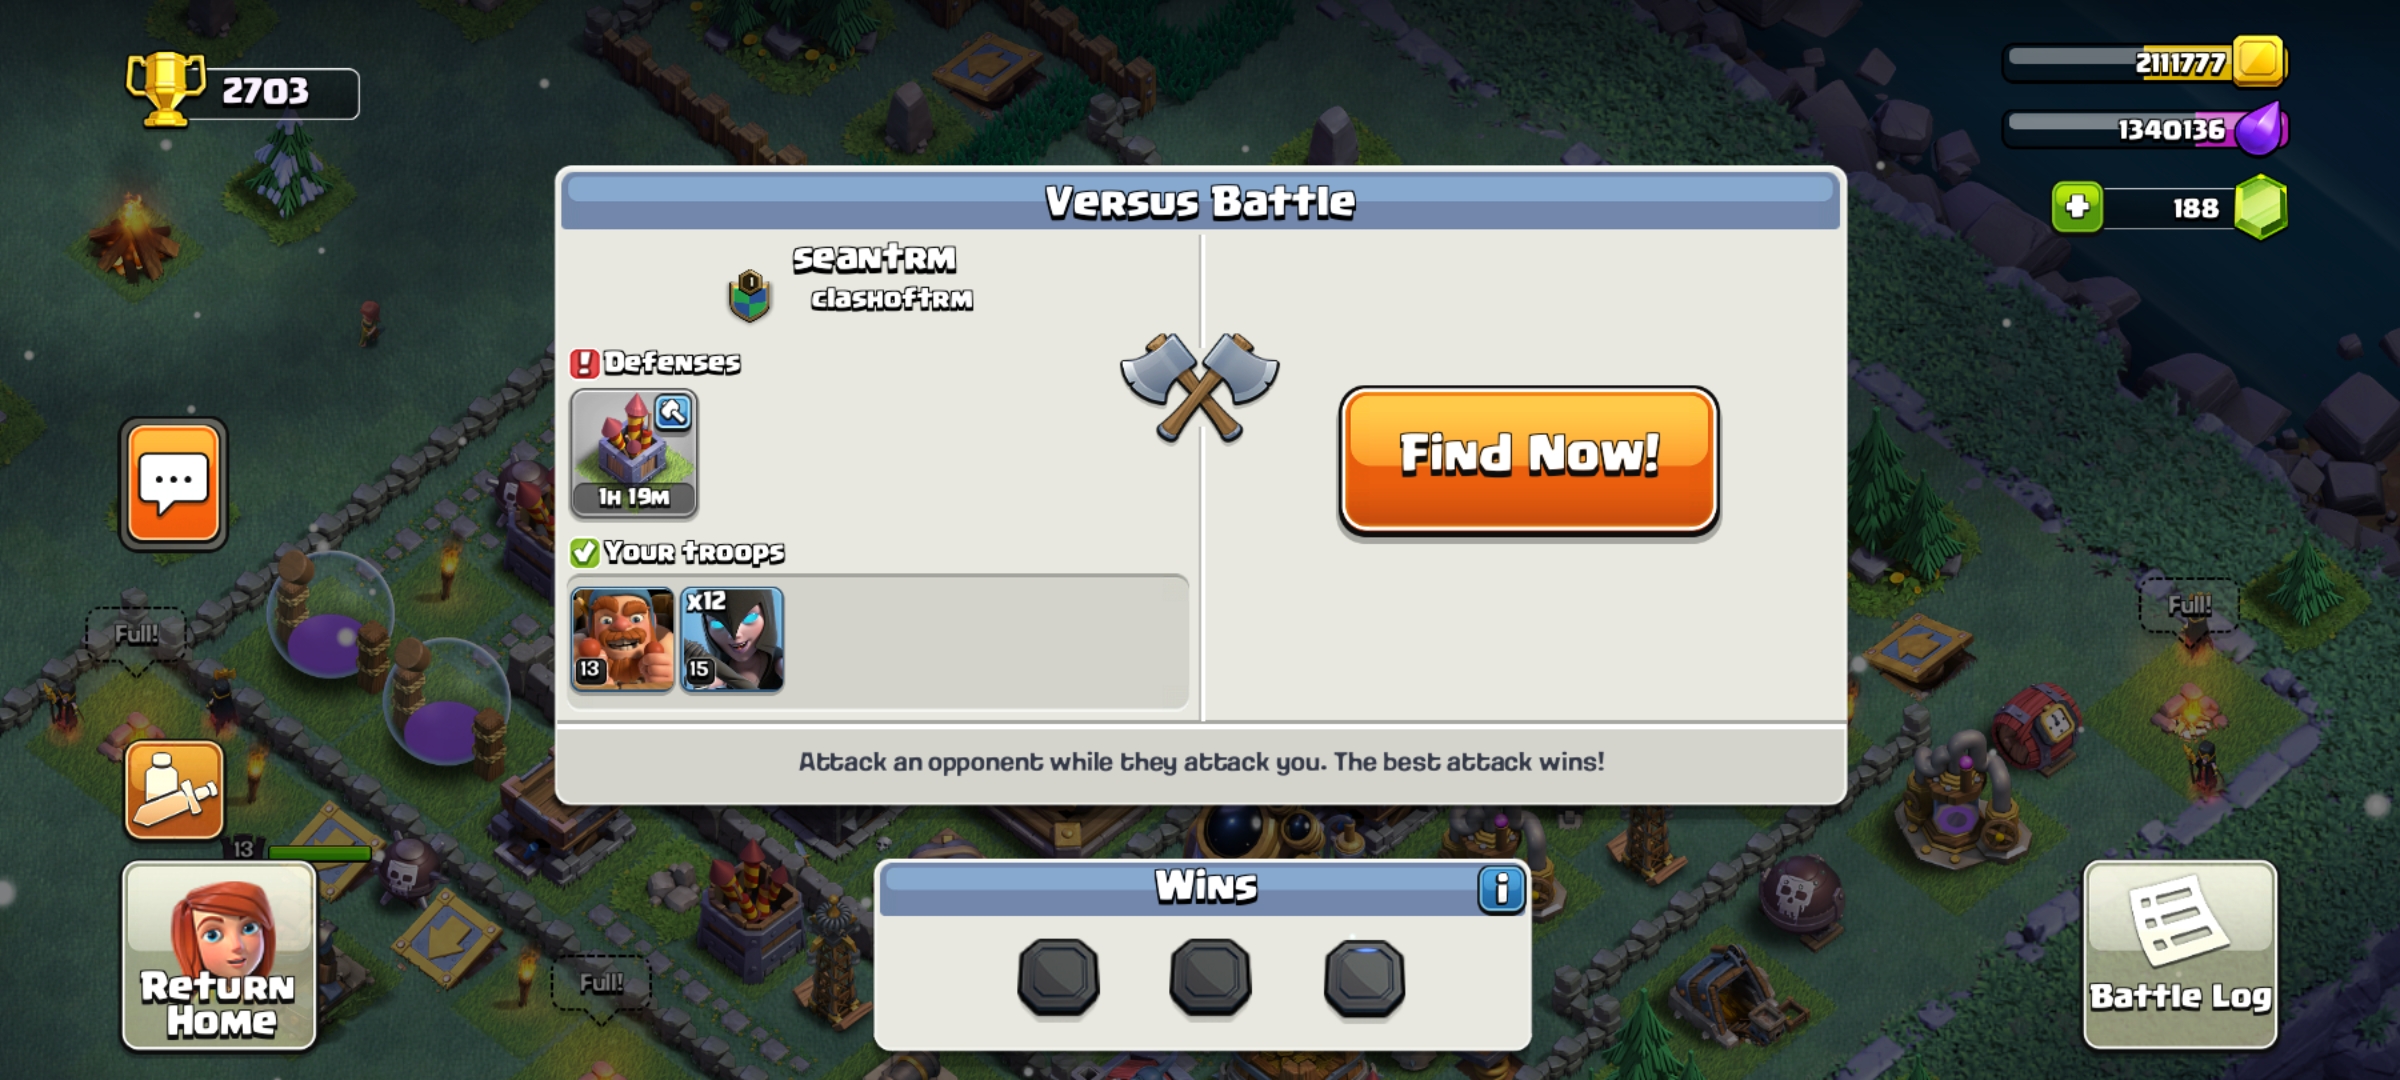 2703
2111777
1340136
188
Versus Battle
seantrm
clashoftrm
1
Defenses
1H 19M
Your troops
13
x12
15
Find Now!
Attack an opponent while they attack you. The best attack wins!
Full!
Full!
Full!
13
Wins
i
Return
Home
Battle Log